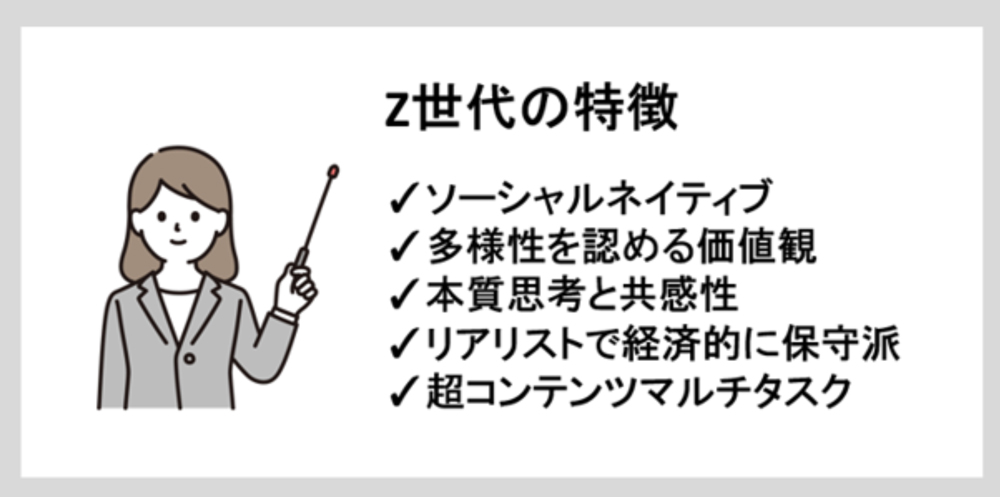 Z世代の特徴
✓ソーシャルネイティブ
✓多様性を認める価値観
✓本質思考と共感性
✓リアリストで経済的に保守派
✓超コンテンツマルチタスク